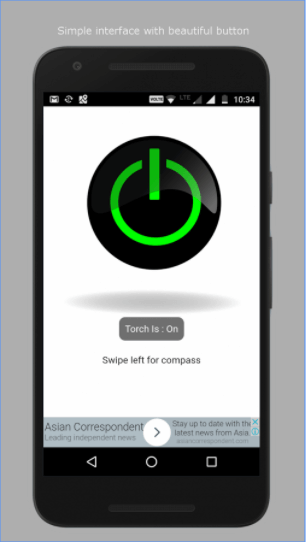 Simple interface with beautiful button
VOLTE LTE 10:34
Torch Is : On
Swipe left for compass
Asian Correspondent
Leading independent news
Stay up to date with the
latest news from Asia.
asiancorrespondent.com